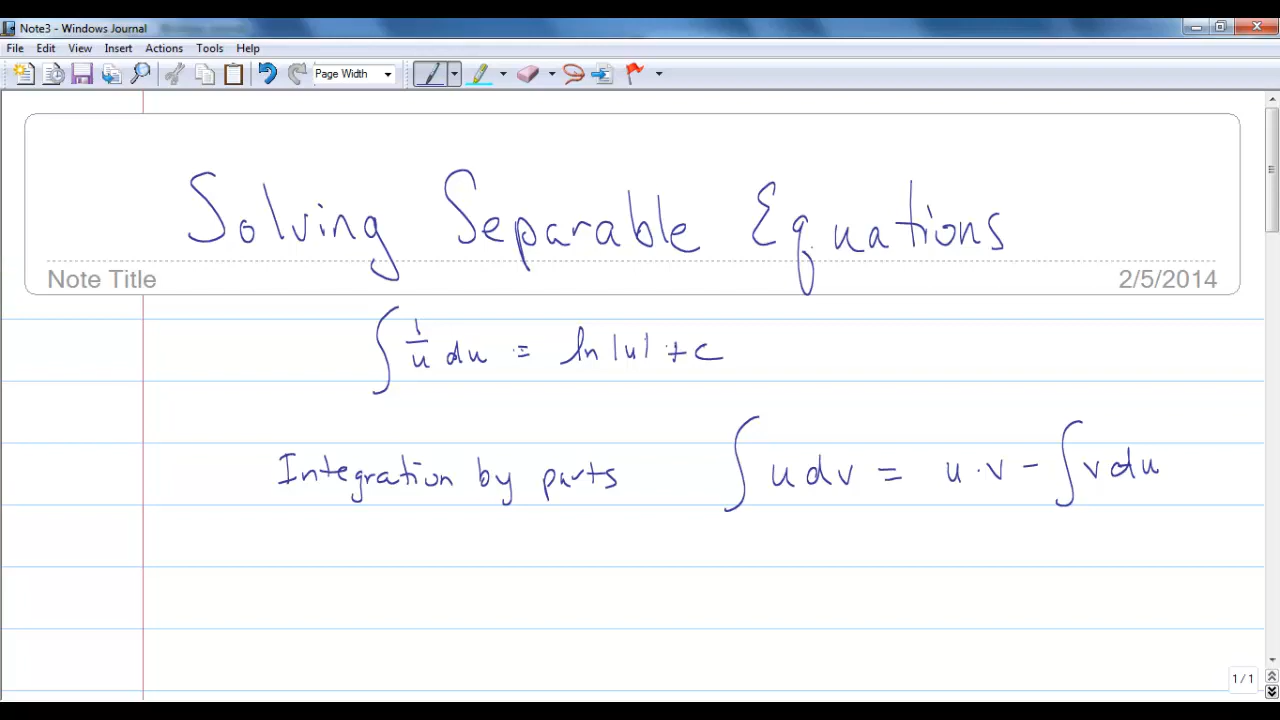 Note3 - Windows Journal
File Edit View Insert Actions Tools Help
Page Width
Solving Separable Equations
Note Title 2/5/2014
∫ 1/u du = ln |u| + c
Integration by parts ∫ u dv = u · v - ∫ v du
1 / 1